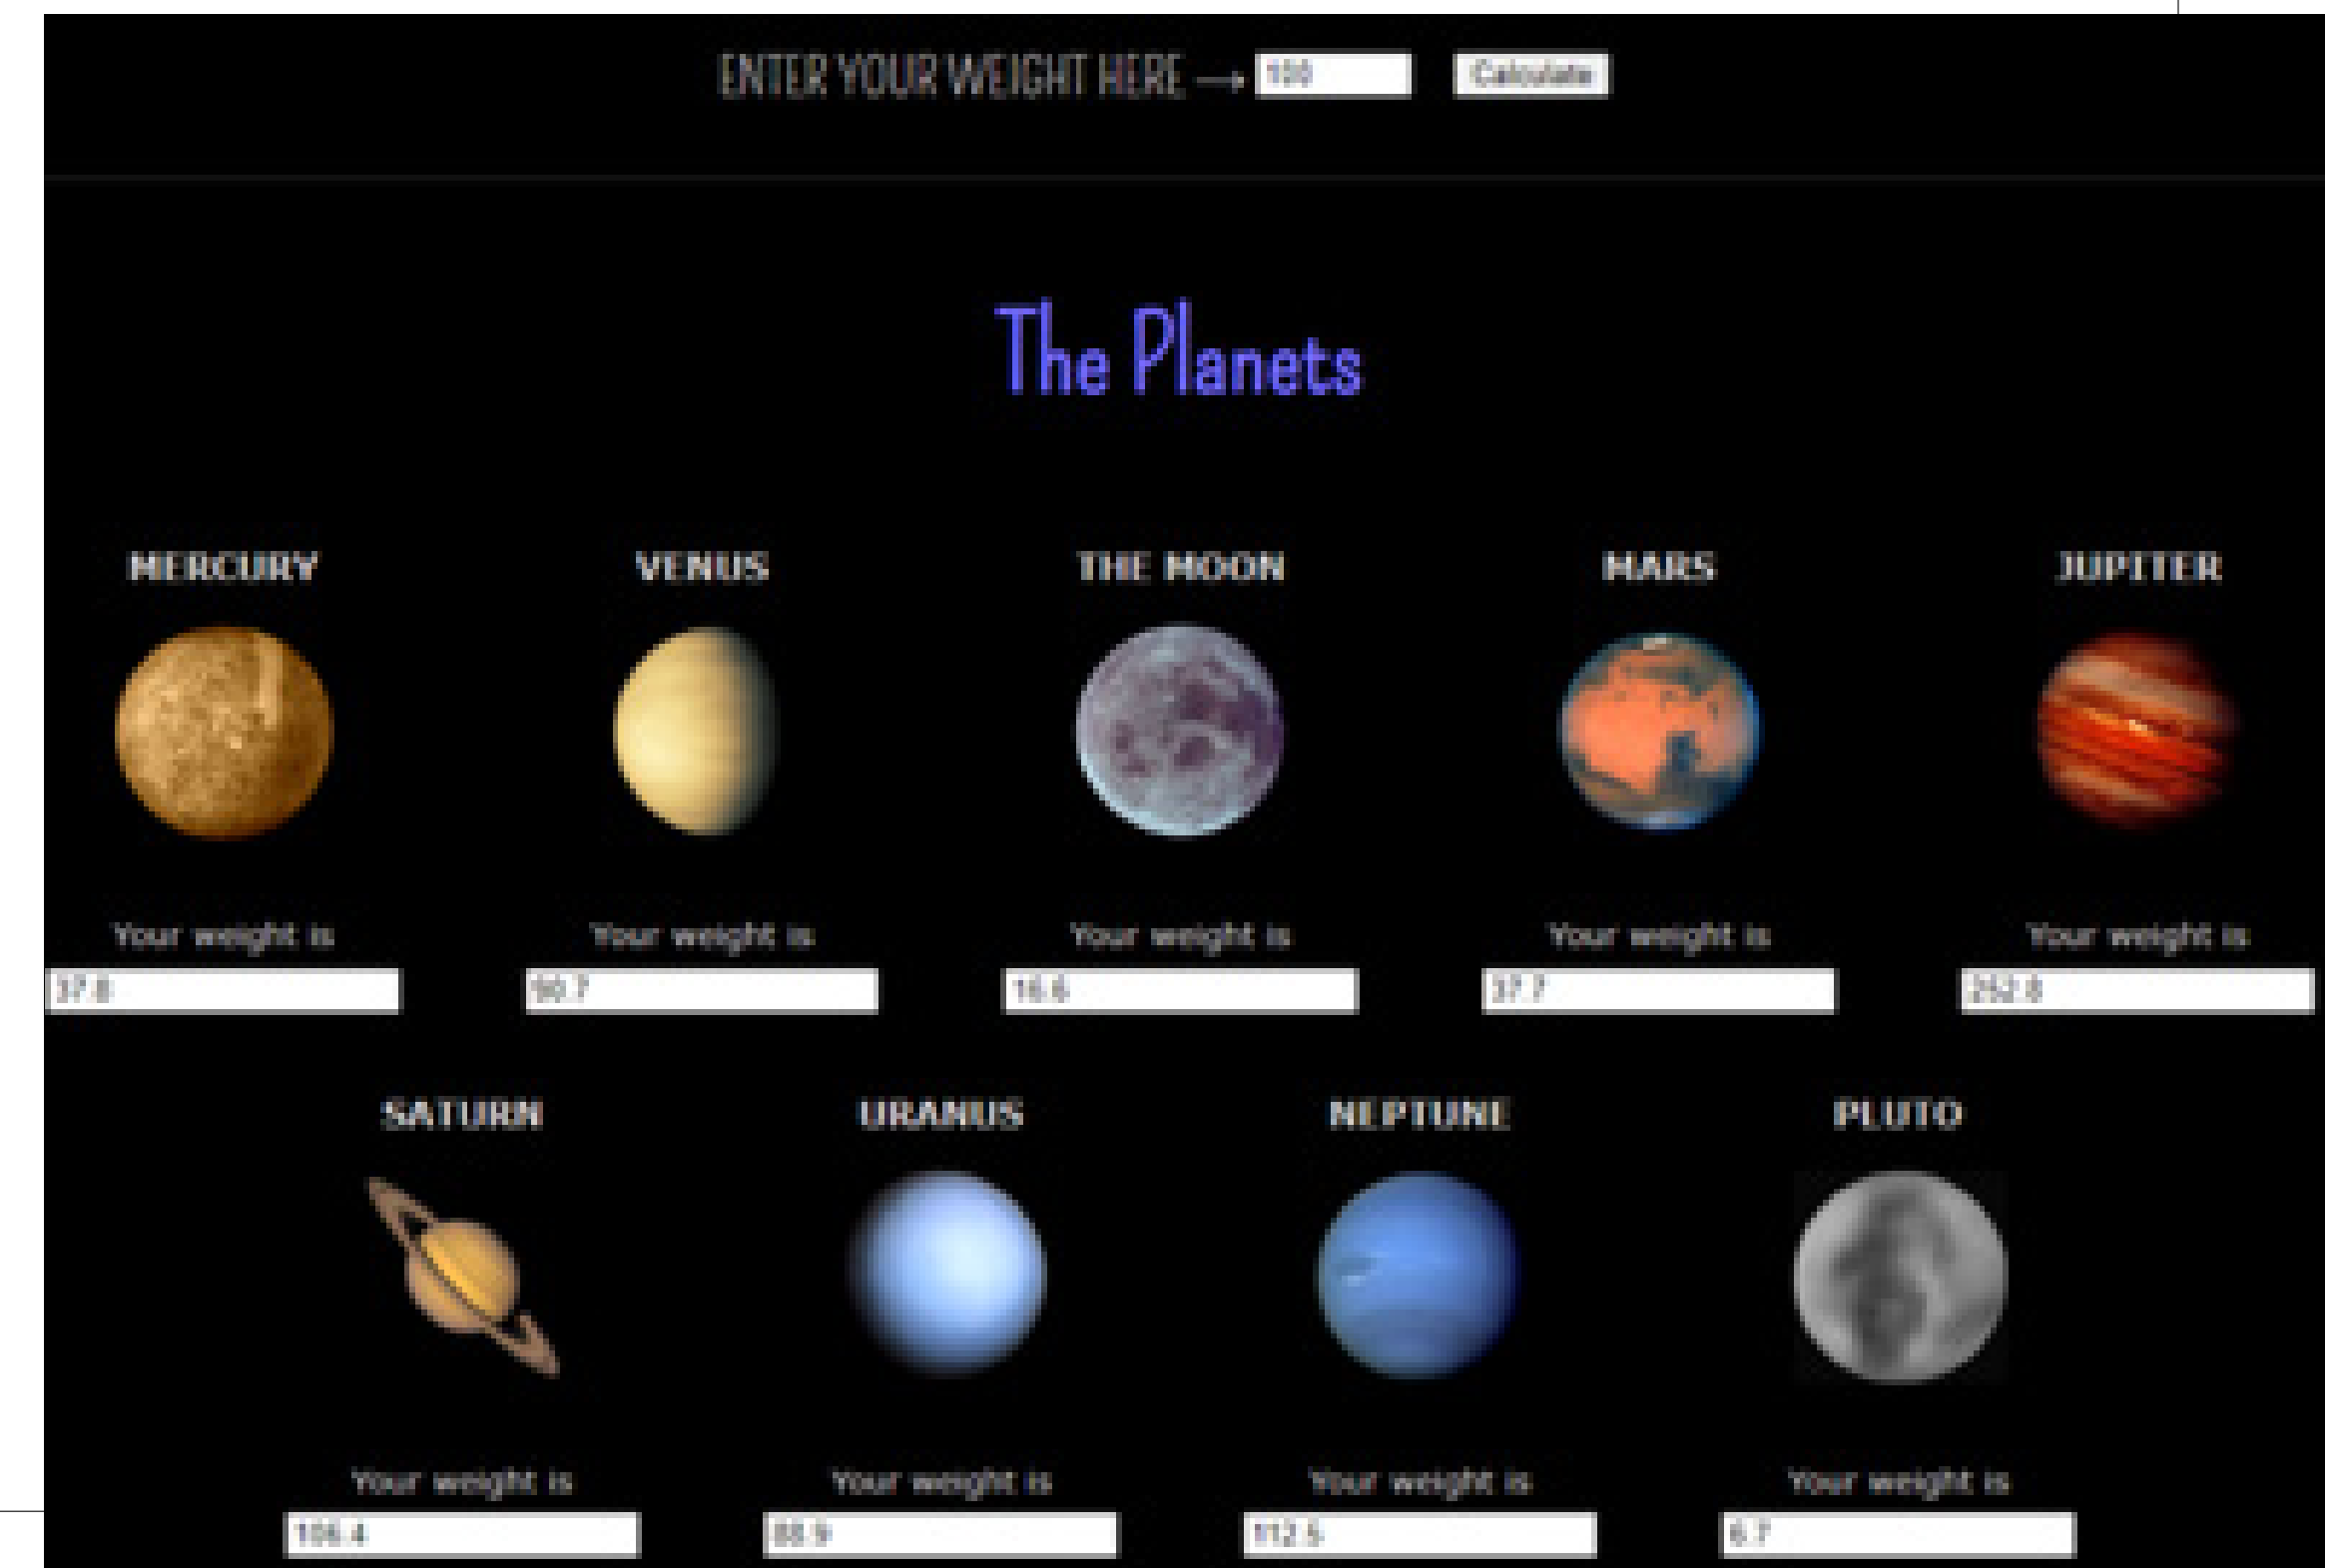 ENTER YOUR WEIGHT HERE → 100 Calculate
The Planets
MERCURY VENUS THE MOON MARS JUPITER
Your weight is Your weight is Your weight is Your weight is Your weight is
37.8 90.7 16.6 37.7 252.8
SATURN URANUS NEPTUNE PLUTO
Your weight is Your weight is Your weight is Your weight is
106.4 88.9 112.5 6.7